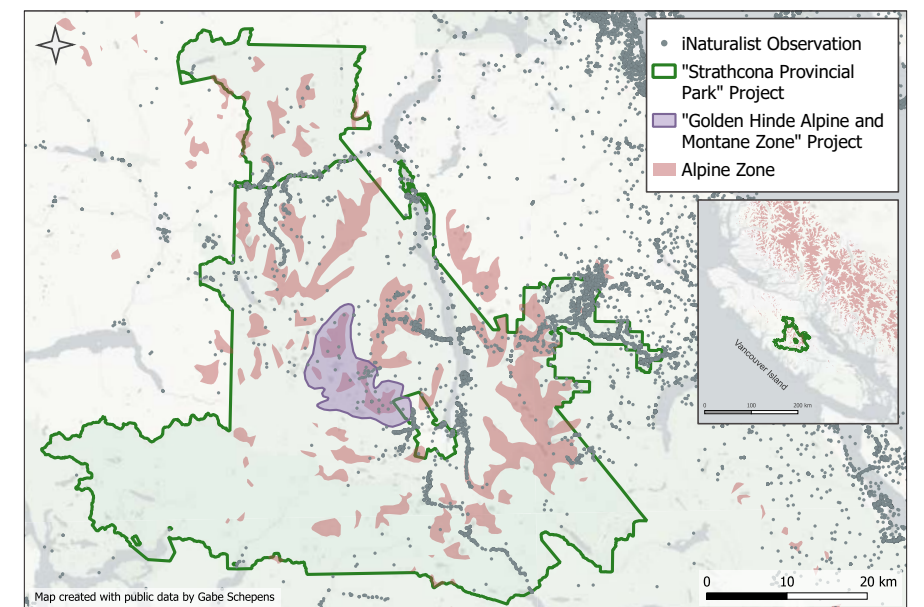 iNaturalist Observation
"Strathcona Provincial
Park" Project
"Golden Hinde Alpine and
Montane Zone" Project
Alpine Zone
Vancouver Island
0 100 200 km
Map created with public data by Gabe Schepens
0 10 20 km